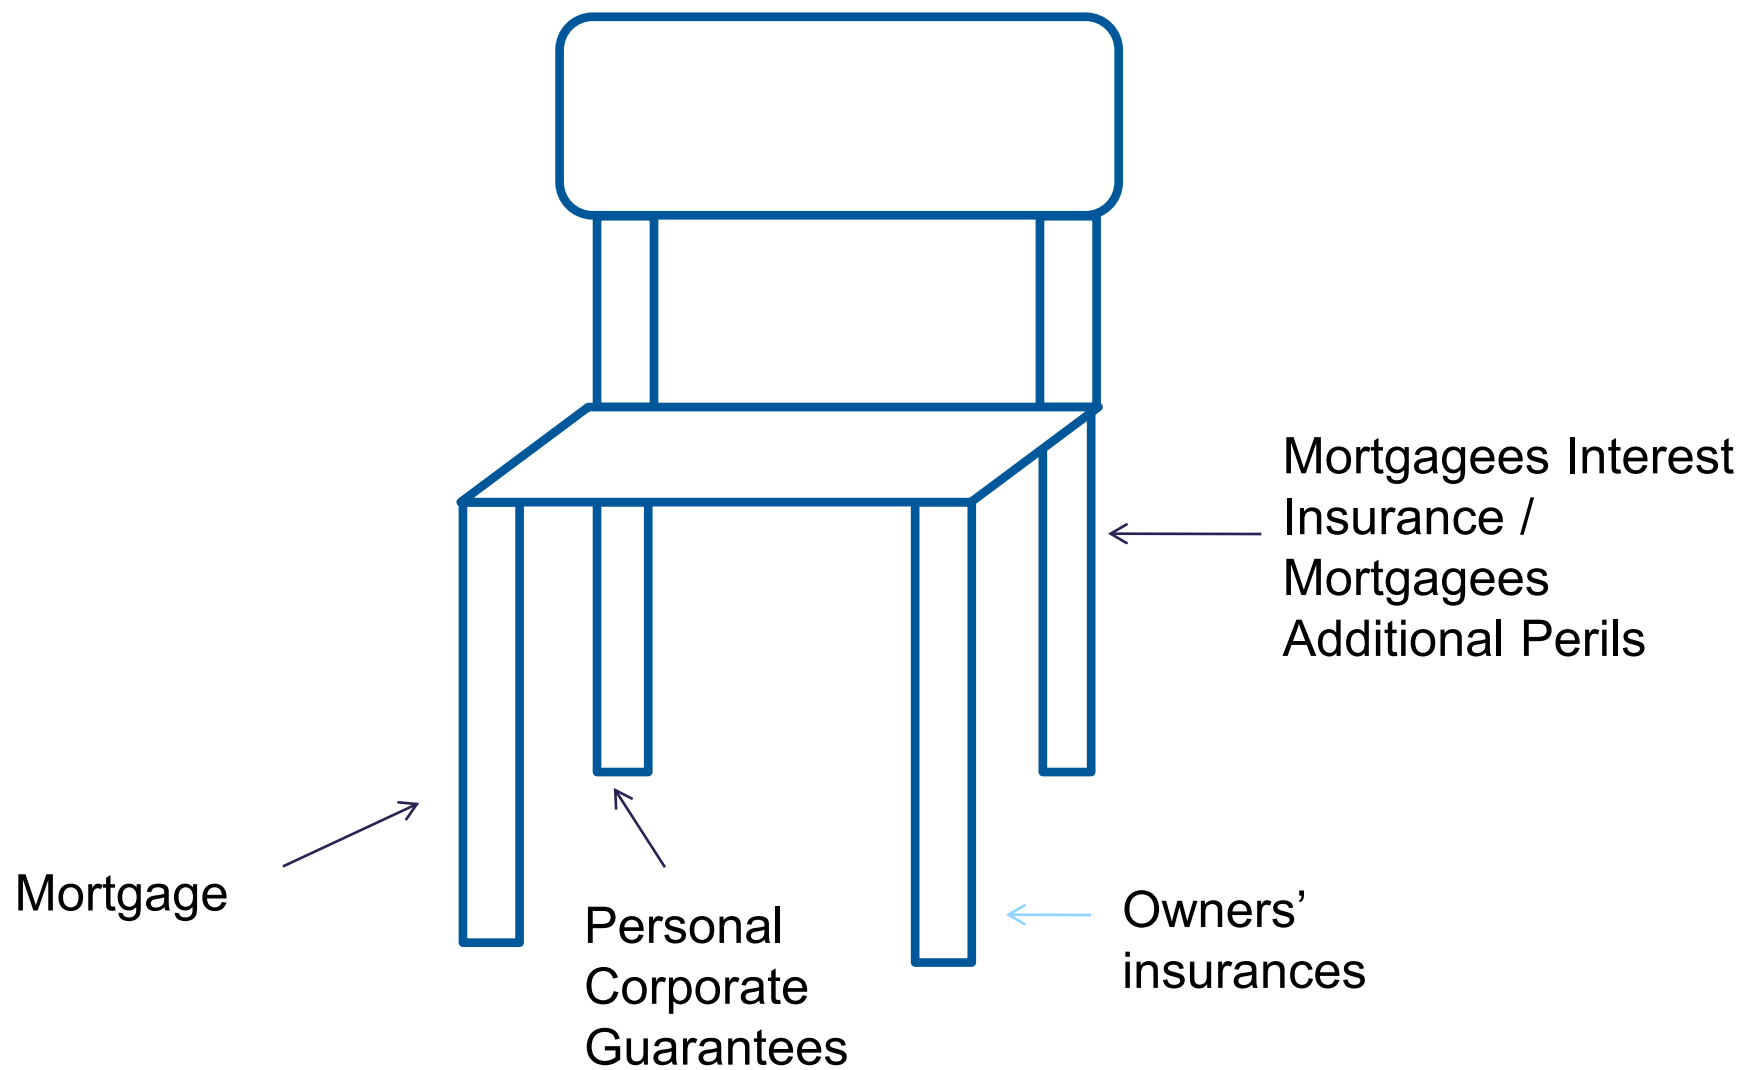 Mortgagees Interest
Insurance /
Mortgagees
Additional Perils
Mortgage
Personal
Corporate
Guarantees
Owners’
insurances